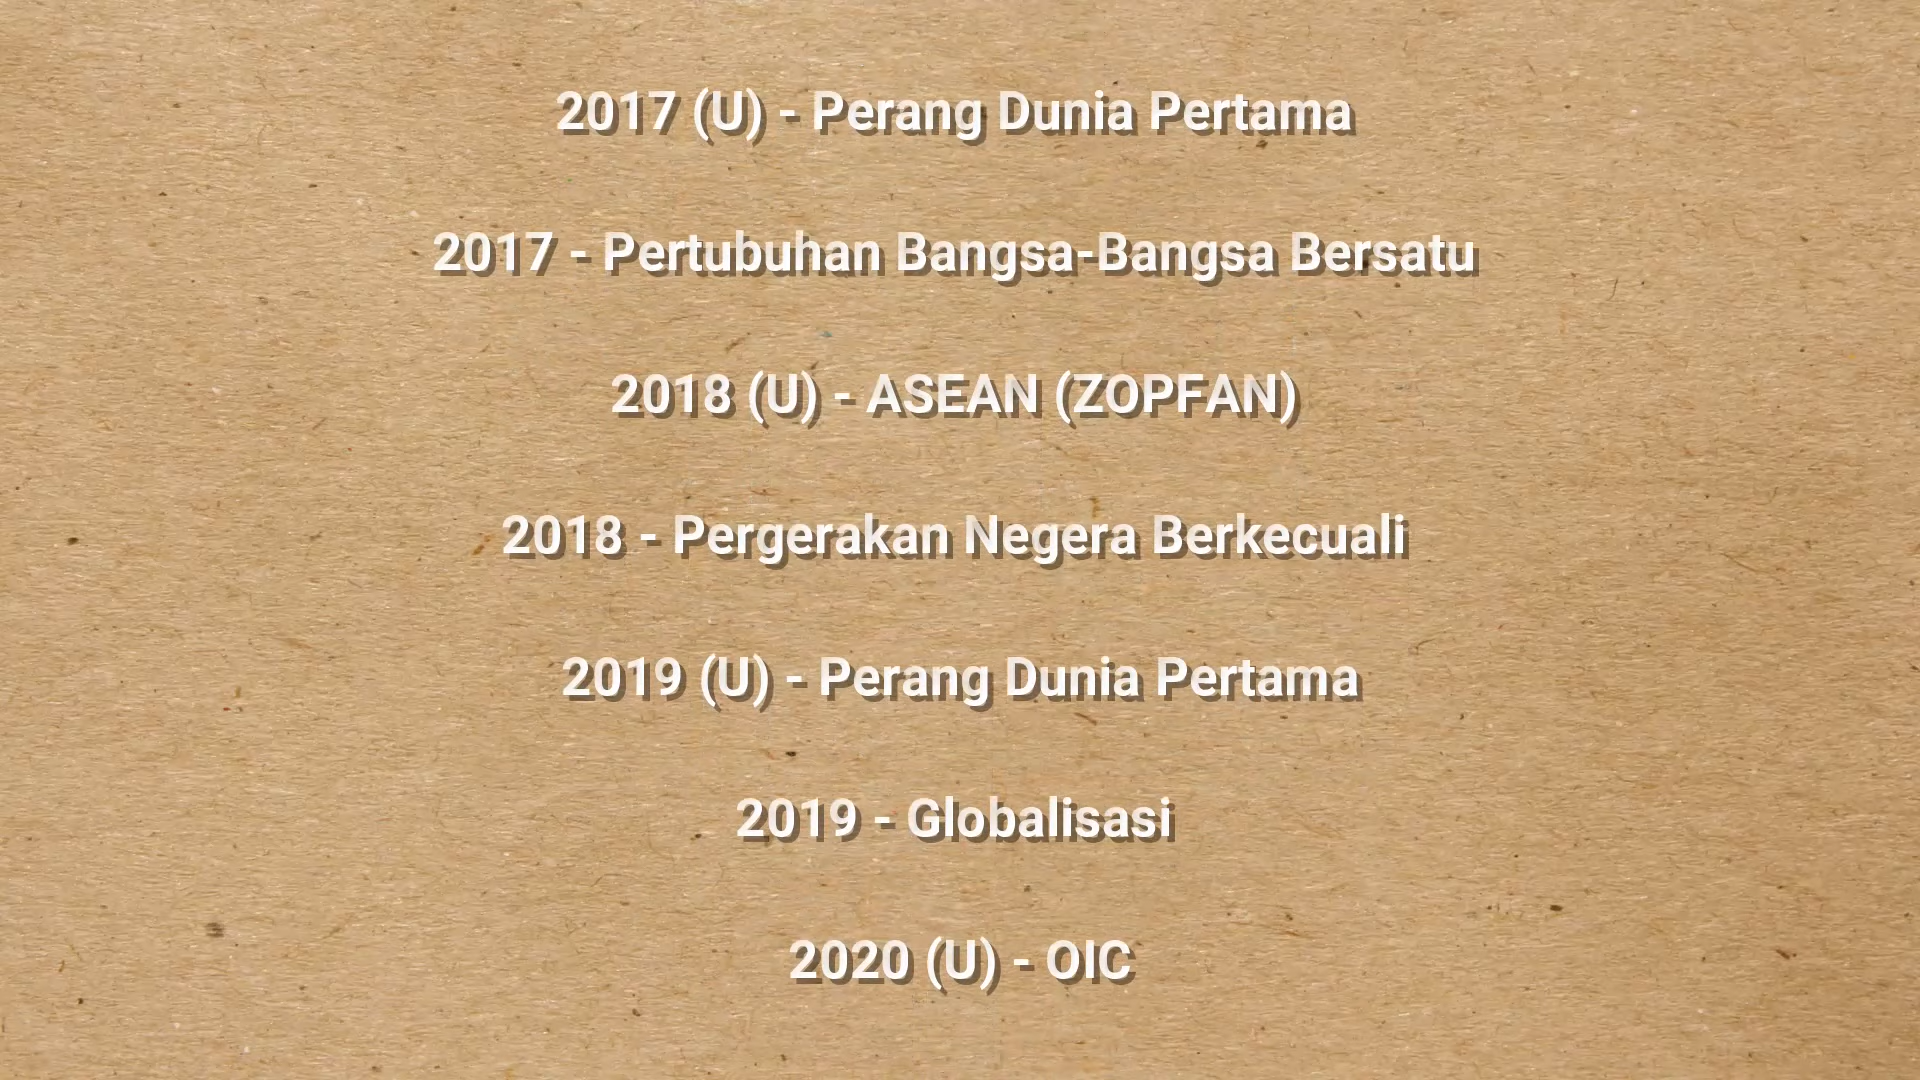 2017 (U) - Perang Dunia Pertama
2017 - Pertubuhan Bangsa-Bangsa Bersatu
2018 (U) - ASEAN (ZOPFAN)
2018 - Pergerakan Negera Berkecuali
2019 (U) - Perang Dunia Pertama
2019 - Globalisasi
2020 (U) - OIC